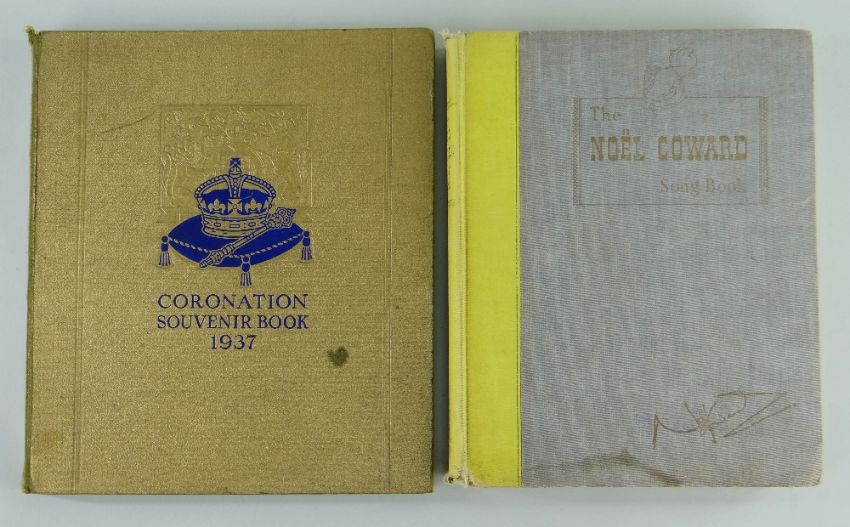 CORONATION
SOUVENIR BOOK
1937
The
NOËL COWARD
Song Book